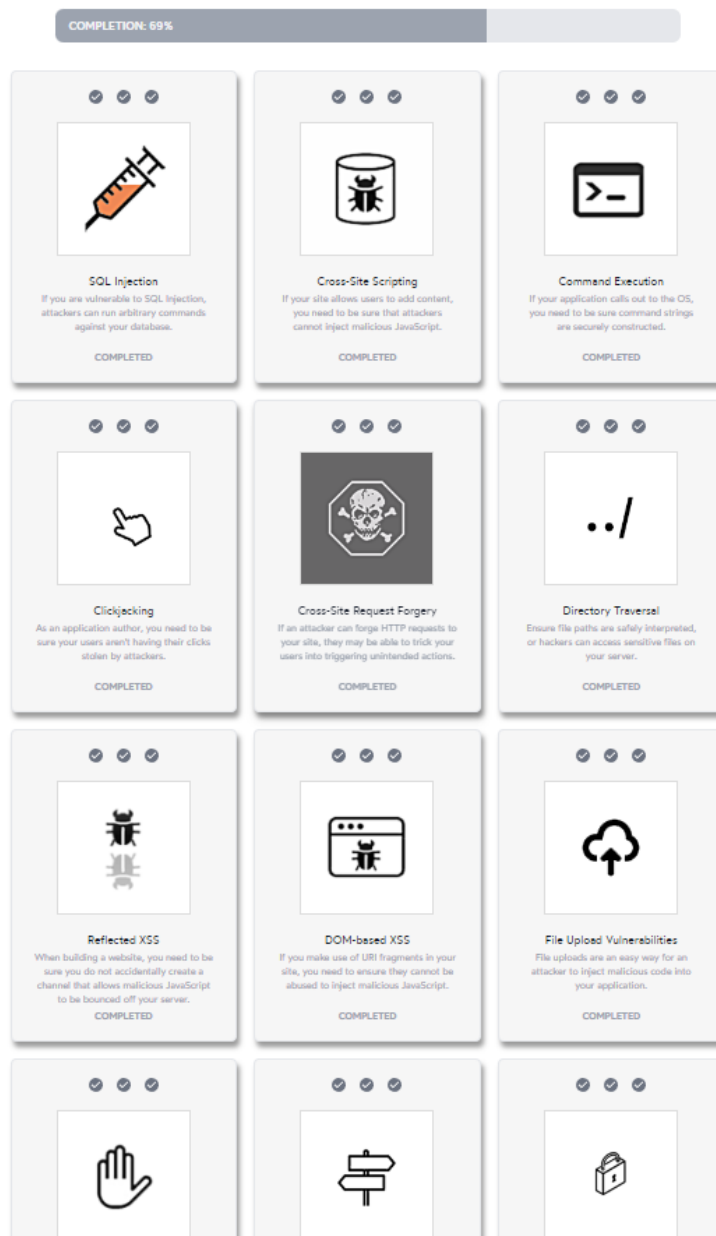 COMPLETION: 69%
SQL Injection
If you are vulnerable to SQL Injection,
attackers can run arbitrary commands
against your database.
COMPLETED
Cross-Site Scripting
If your site allows users to add content,
you need to be sure that attackers
cannot inject malicious JavaScript.
COMPLETED
>_
Command Execution
If your application calls out to the OS,
you need to be sure command strings
are securely constructed.
COMPLETED
Clickjacking
As an application author, you need to be
sure your users aren't having their clicks
stolen by attackers.
COMPLETED
Cross-Site Request Forgery
If an attacker can forge HTTP requests to
your site, they may be able to trick your
users into triggering unintended actions.
COMPLETED
../
Directory Traversal
Ensure file paths are safely interpreted,
or hackers can access sensitive files on
your server.
COMPLETED
Reflected XSS
When building a website, you need to be
sure you do not accidentally create a
channel that allows malicious JavaScript
to be bounced off your server.
COMPLETED
DOM-based XSS
If you make use of URI fragments in your
site, you need to ensure they cannot be
abused to inject malicious JavaScript.
COMPLETED
File Upload Vulnerabilities
File uploads are an easy way for an
attacker to inject malicious code into
your application.
COMPLETED